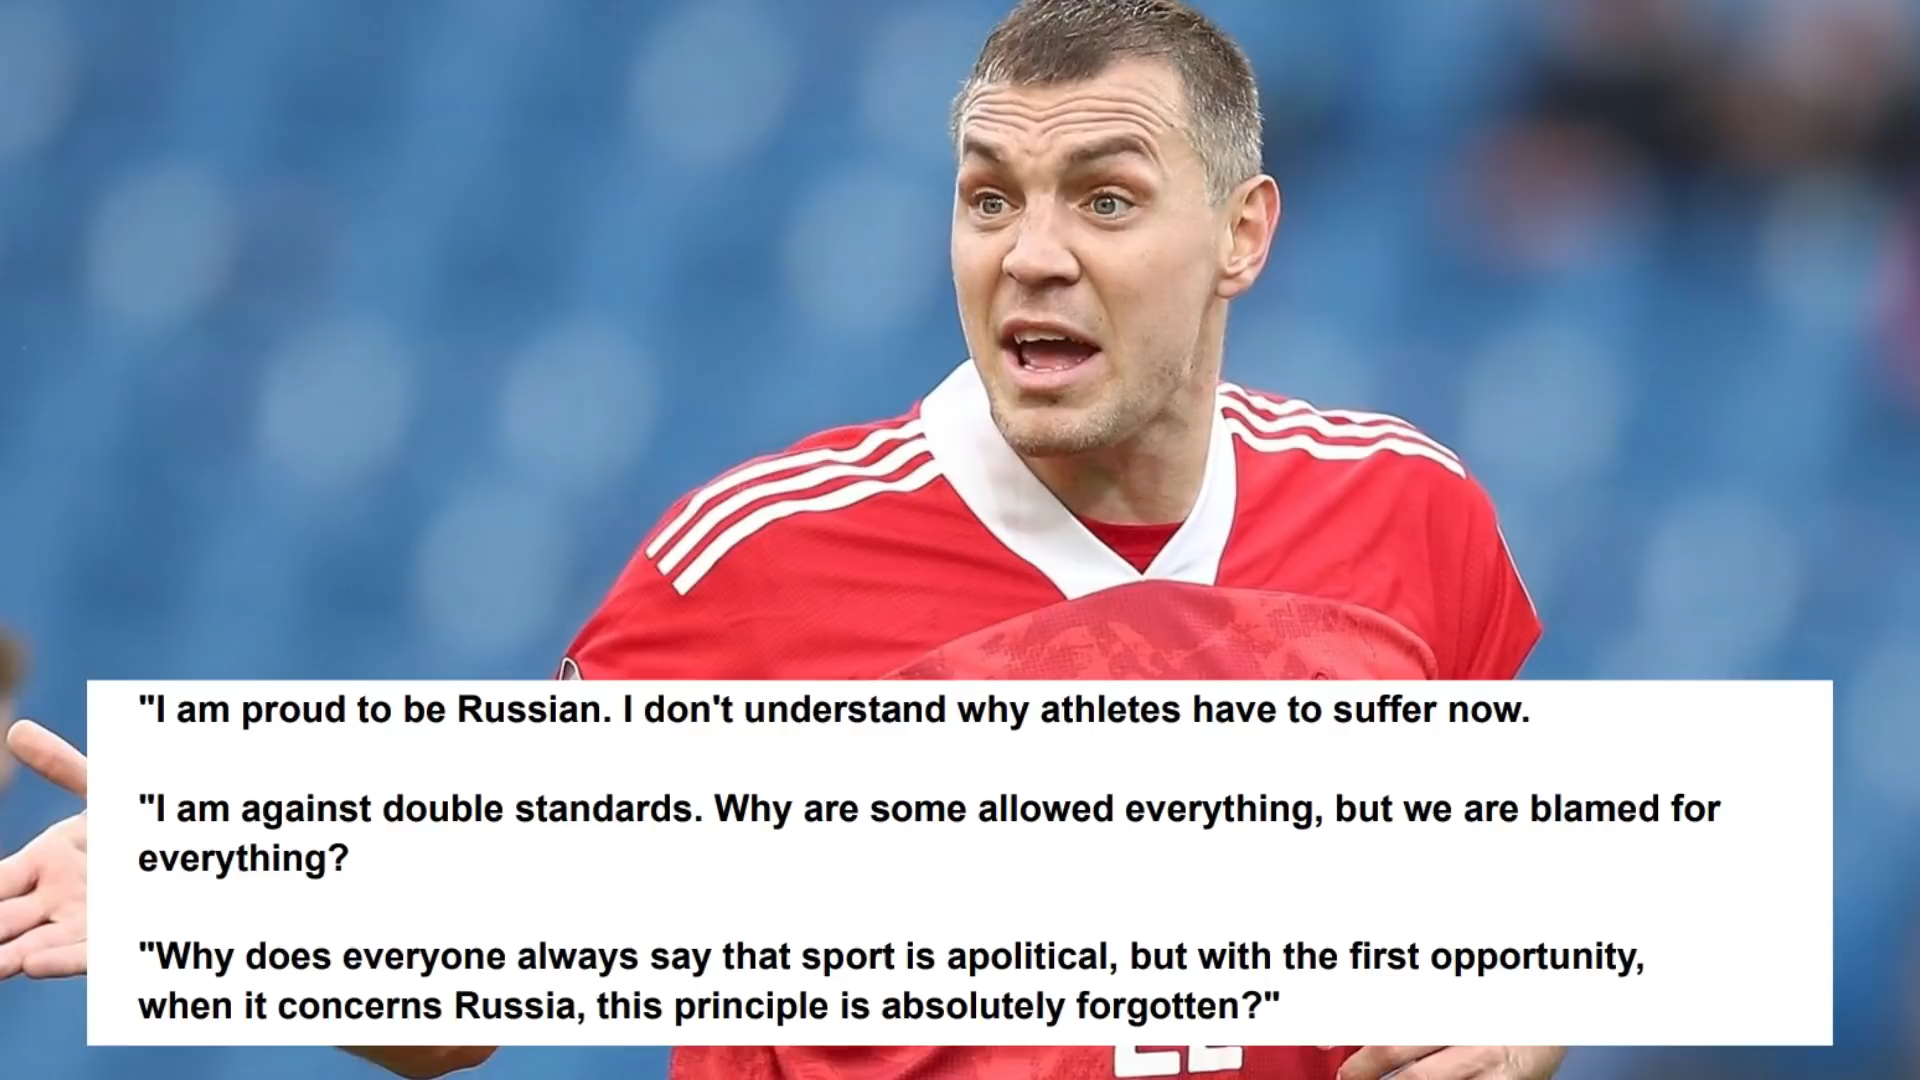 "I am proud to be Russian. I don't understand why athletes have to suffer now.
"I am against double standards. Why are some allowed everything, but we are blamed for
everything?
"Why does everyone always say that sport is apolitical, but with the first opportunity,
when it concerns Russia, this principle is absolutely forgotten?"